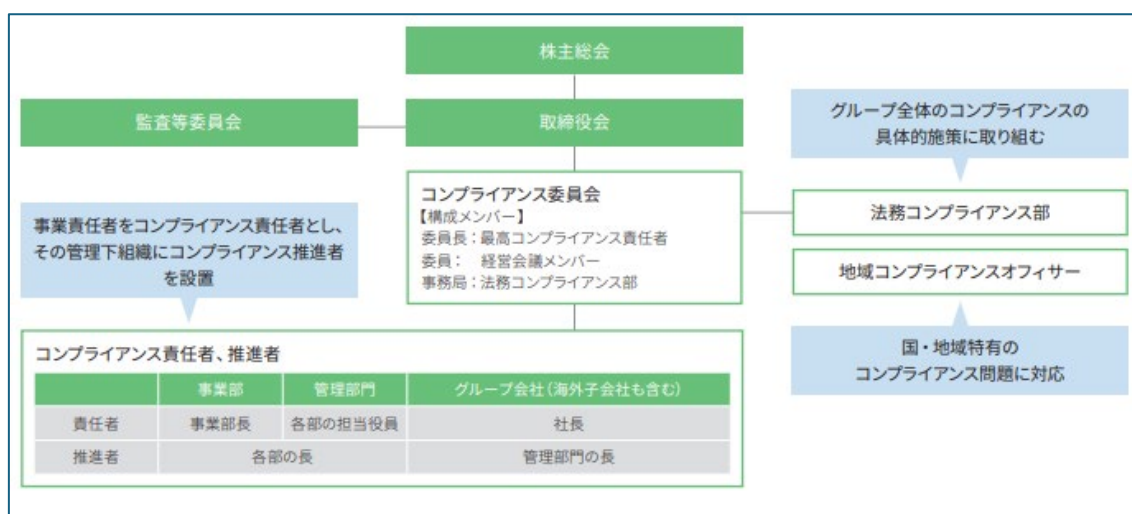 株主総会
監査等委員会
取締役会
グループ全体のコンプライアンスの
具体的施策に取り組む
コンプライアンス委員会
【構成メンバー】
委員長：最高コンプライアンス責任者
委員：　経営会議メンバー
事務局：法務コンプライアンス部
法務コンプライアンス部
地域コンプライアンスオフィサー
国・地域特有の
コンプライアンス問題に対応
事業責任者をコンプライアンス責任者とし、
その管理下組織にコンプライアンス推進者
を設置
コンプライアンス責任者、推進者
事業部 管理部門 グループ会社（海外子会社も含む）
責任者 事業部長 各部の担当役員 社長
推進者 各部の長 管理部門の長